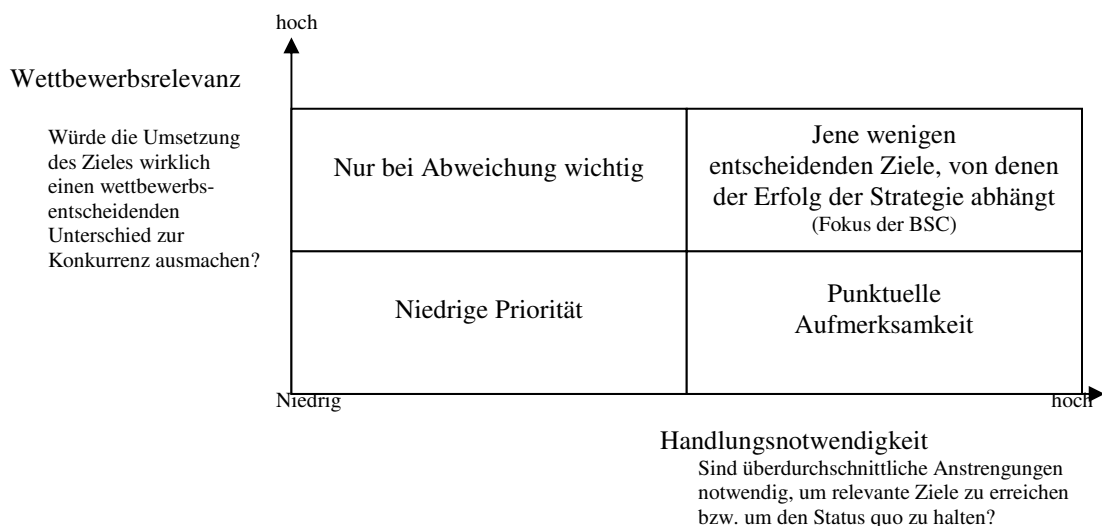 hoch
Wettbewerbsrelevanz
Würde die Umsetzung
des Zieles wirklich
einen wettbewerbs-
entscheidenden
Unterschied zur
Konkurrenz ausmachen?
Nur bei Abweichung wichtig
Jene wenigen
entscheidenden Ziele, von denen
der Erfolg der Strategie abhängt
(Fokus der BSC)
Niedrige Priorität
Punktuelle
Aufmerksamkeit
Niedrig
hoch
Handlungsnotwendigkeit
Sind überdurchschnittliche Anstrengungen
notwendig, um relevante Ziele zu erreichen
bzw. um den Status quo zu halten?